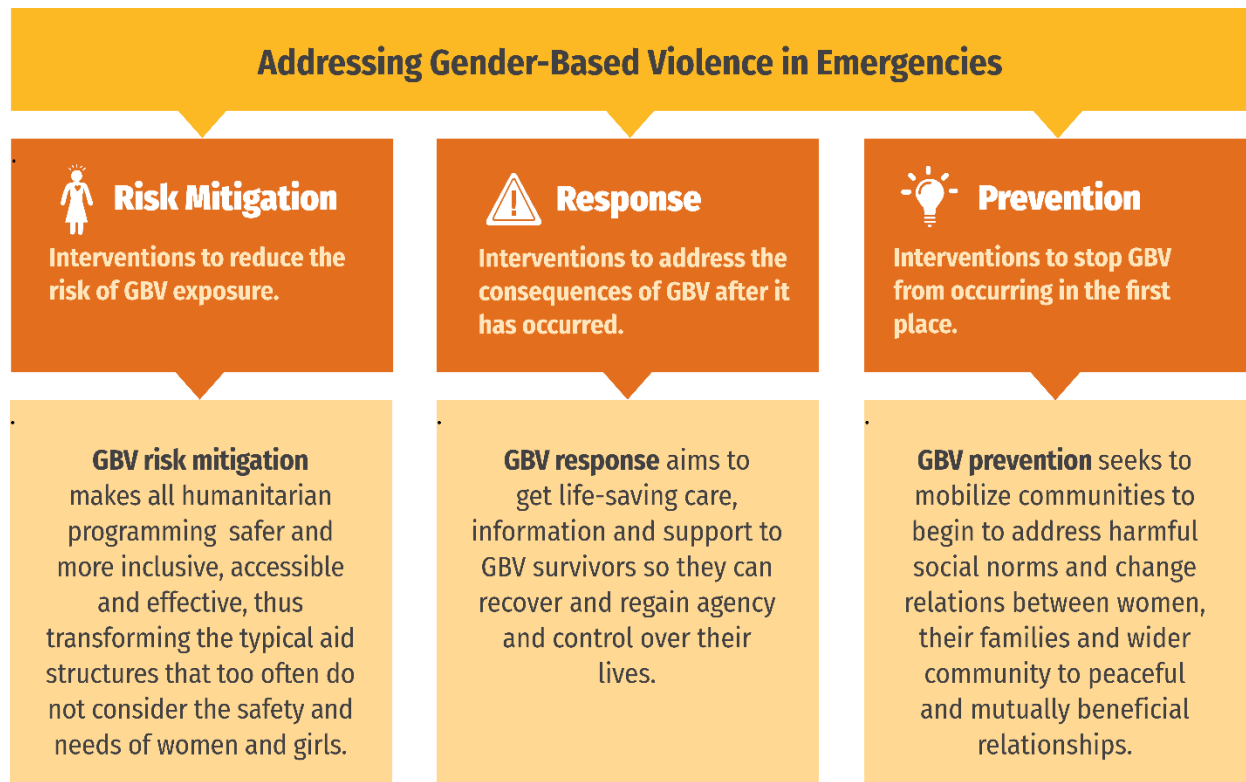 Addressing Gender-Based Violence in Emergencies
Risk Mitigation
Interventions to reduce the
risk of GBV exposure.
GBV risk mitigation
makes all humanitarian
programming safer and
more inclusive, accessible
and effective, thus
transforming the typical aid
structures that too often do
not consider the safety and
needs of women and girls.
Response
Interventions to address the
consequences of GBV after it
has occurred.
GBV response aims to
get life-saving care,
information and support to
GBV survivors so they can
recover and regain agency
and control over their
lives.
Prevention
Interventions to stop GBV
from occurring in the first
place.
GBV prevention seeks to
mobilize communities to
begin to address harmful
social norms and change
relations between women,
their families and wider
community to peaceful
and mutually beneficial
relationships.